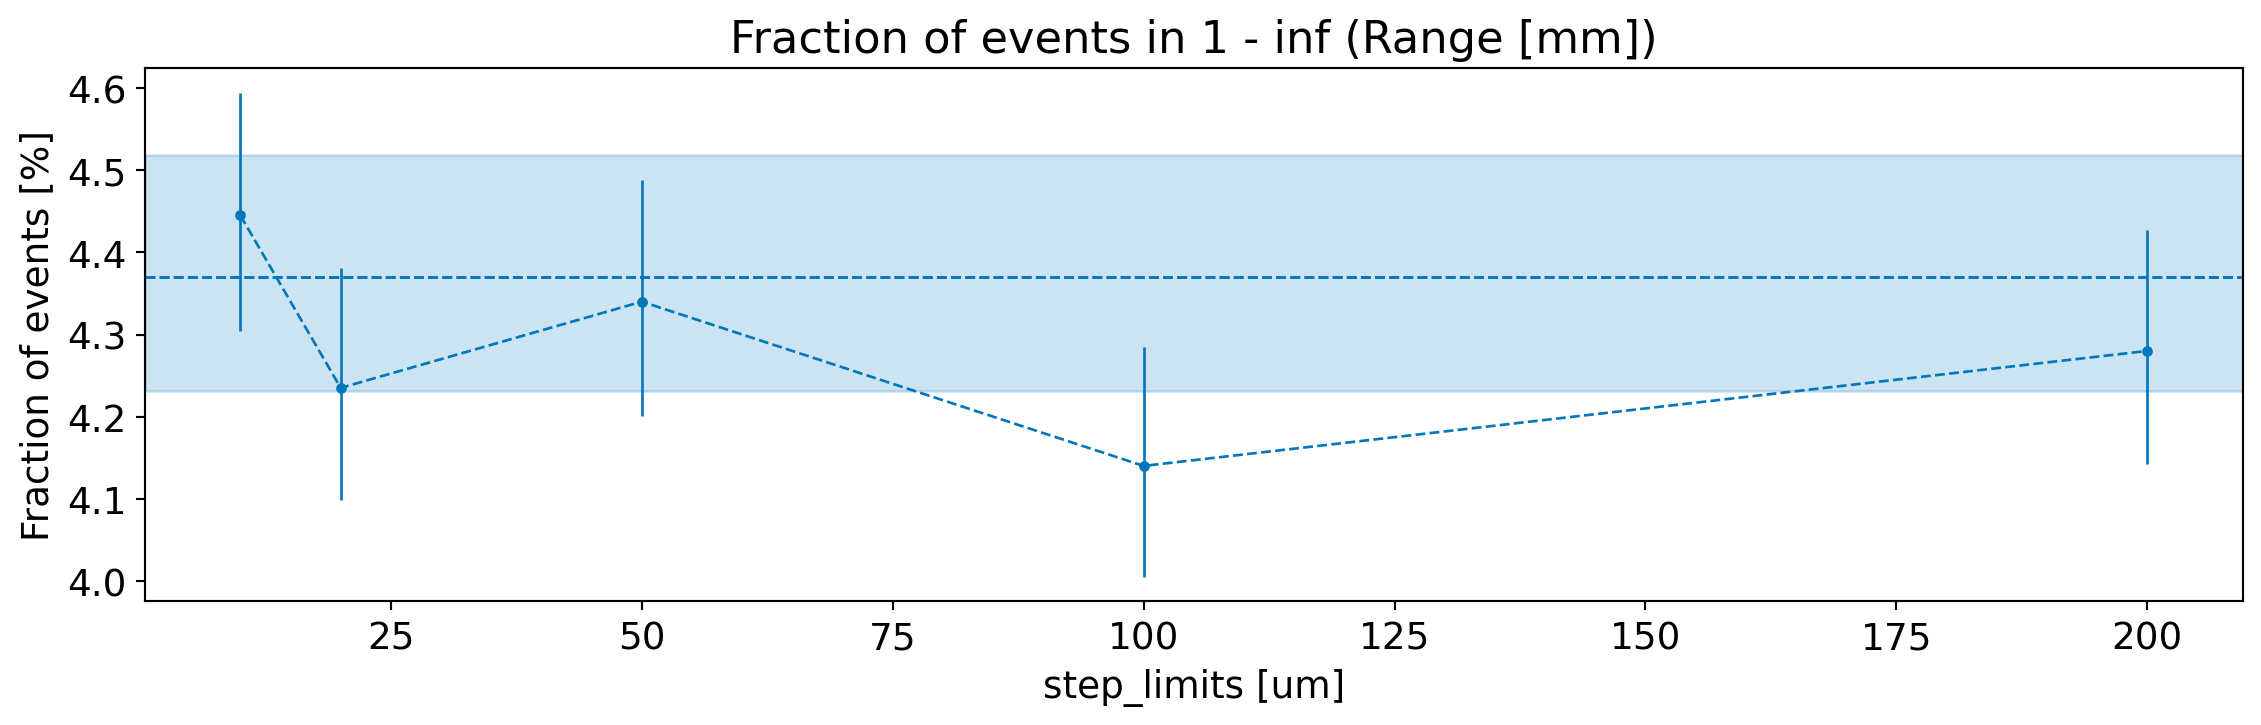 Fraction of events in 1 - inf (Range [mm])
Fraction of events [%]
4.6
4.5
4.4
4.3
4.2
4.1
4.0
25 50 75 100 125 150 175 200
step_limits [um]